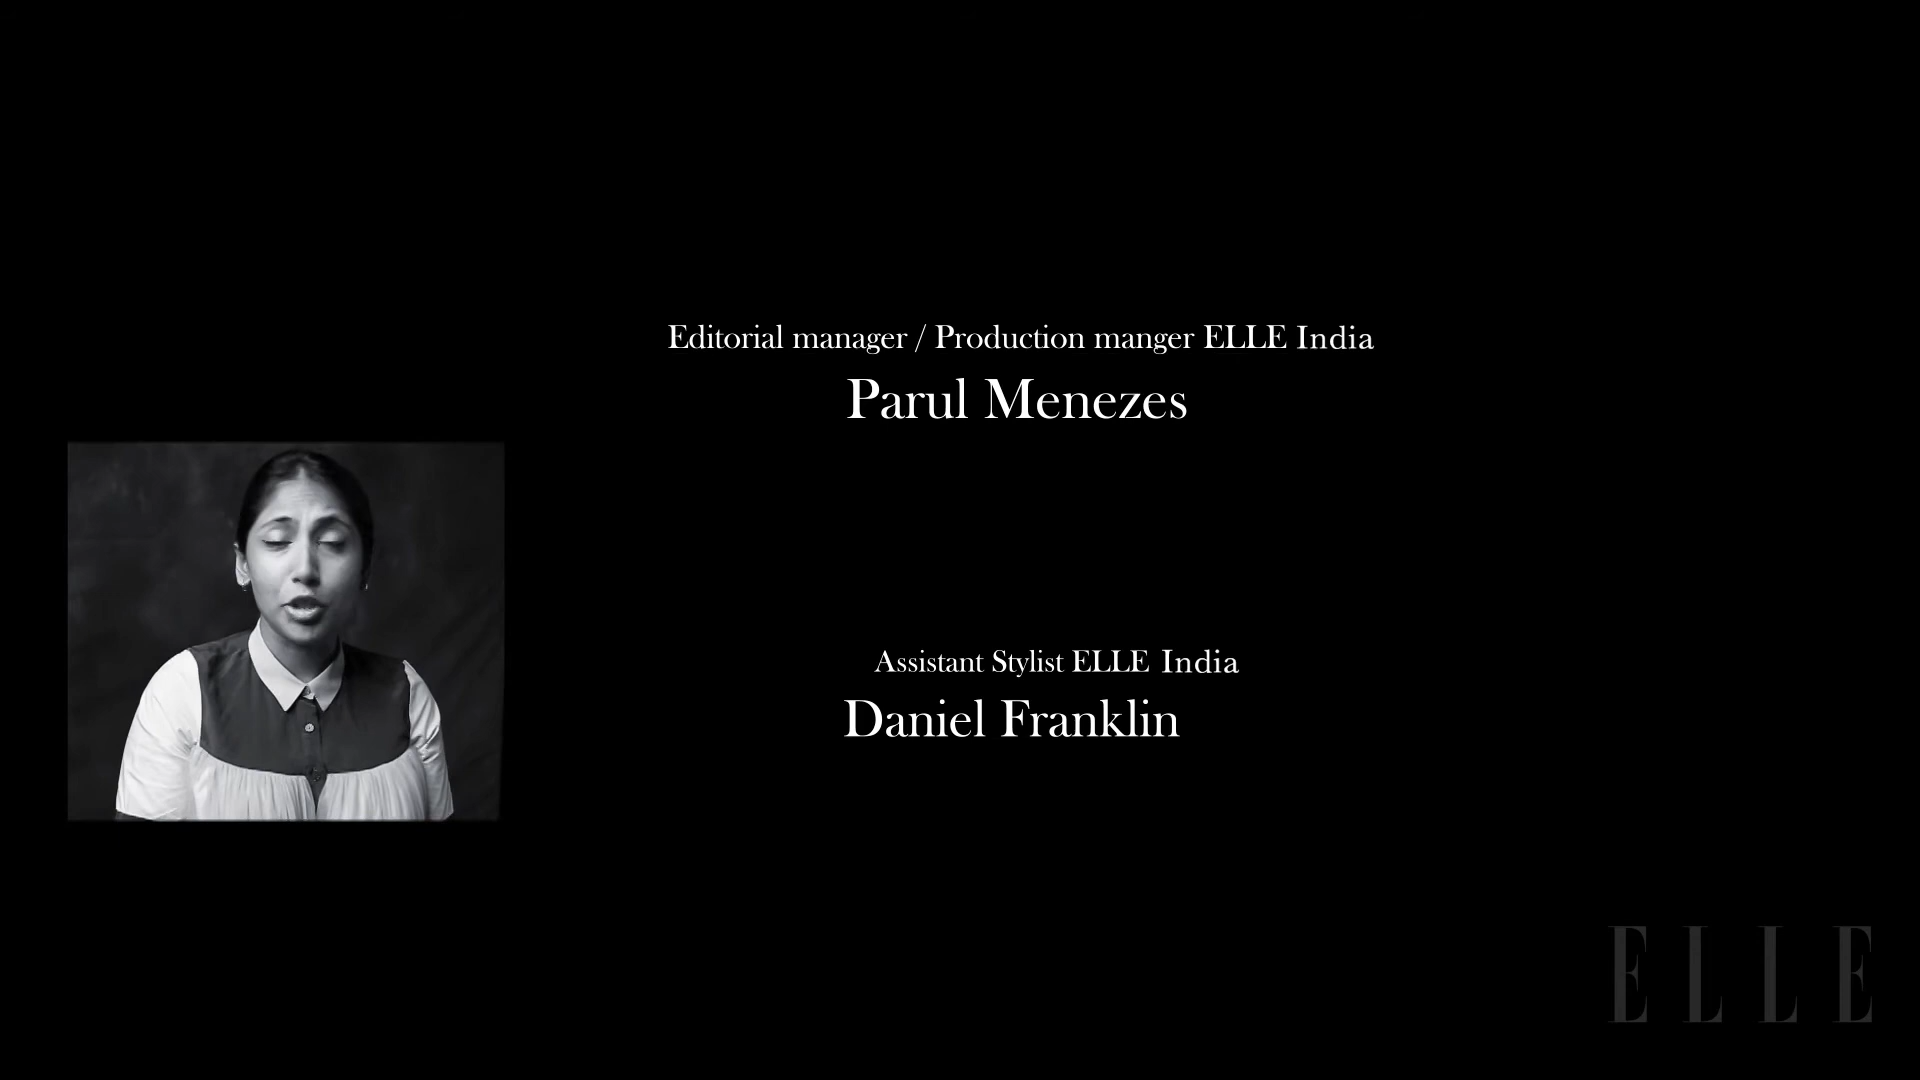 Editorial manager / Production manger ELLE India
Parul Menezes
Assistant Stylist ELLE India
Daniel Franklin
ELLE